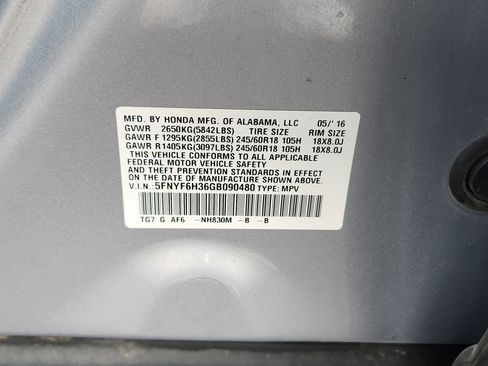 MFD. BY HONDA MFG. OF ALABAMA, LLC 05/'16
GVWR 2650KG(5842LBS) TIRE SIZE RIM SIZE
GAWR F 1295KG(2855LBS) 245/60R18 105H 18X8.0J
GAWR R 1405KG(3097LBS) 245/60R18 105H 18X8.0J
THIS VEHICLE CONFORMS TO ALL APPLICABLE
FEDERAL MOTOR VEHICLE SAFETY, BUMPER,
AND THEFT PREVENTION STANDARDS IN EFFECT
ON THE DATE OF MANUFACTURE SHOWN ABOVE.
V.I.N.: 5FNYF6H36GB090480 TYPE: MPV
TG7 G AF6 -NH830M -B -B